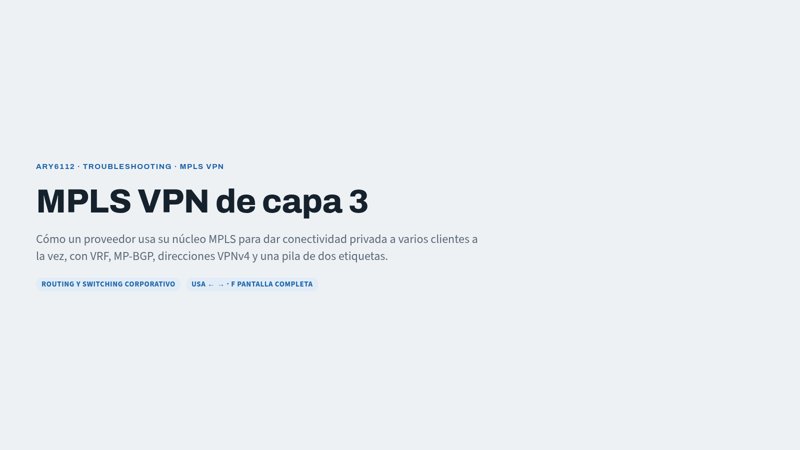 ARY6112 · TROUBLESHOOTING · MPLS VPN
MPLS VPN de capa 3
Cómo un proveedor usa su núcleo MPLS para dar conectividad privada a varios clientes a
la vez, con VRF, MP-BGP, direcciones VPNv4 y una pila de dos etiquetas.
ROUTING Y SWITCHING CORPORATIVO
USA ← → · F PANTALLA COMPLETA